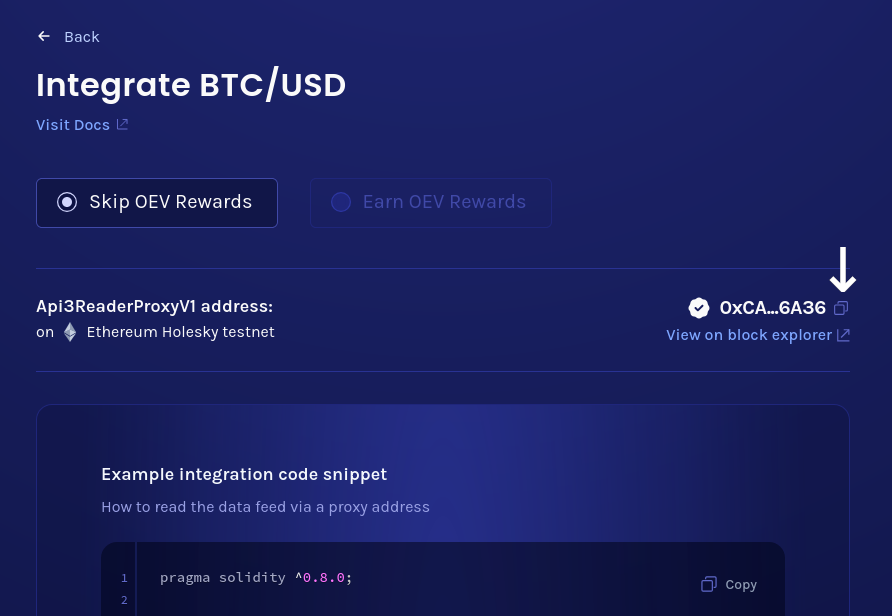 Back
Integrate BTC/USD
Visit Docs
Skip OEV Rewards
Earn OEV Rewards
Api3ReaderProxyV1 address:
on Ethereum Holesky testnet
0xCA...6A36
View on block explorer
Example integration code snippet
How to read the data feed via a proxy address
1 pragma solidity ^0.8.0;
Copy
2